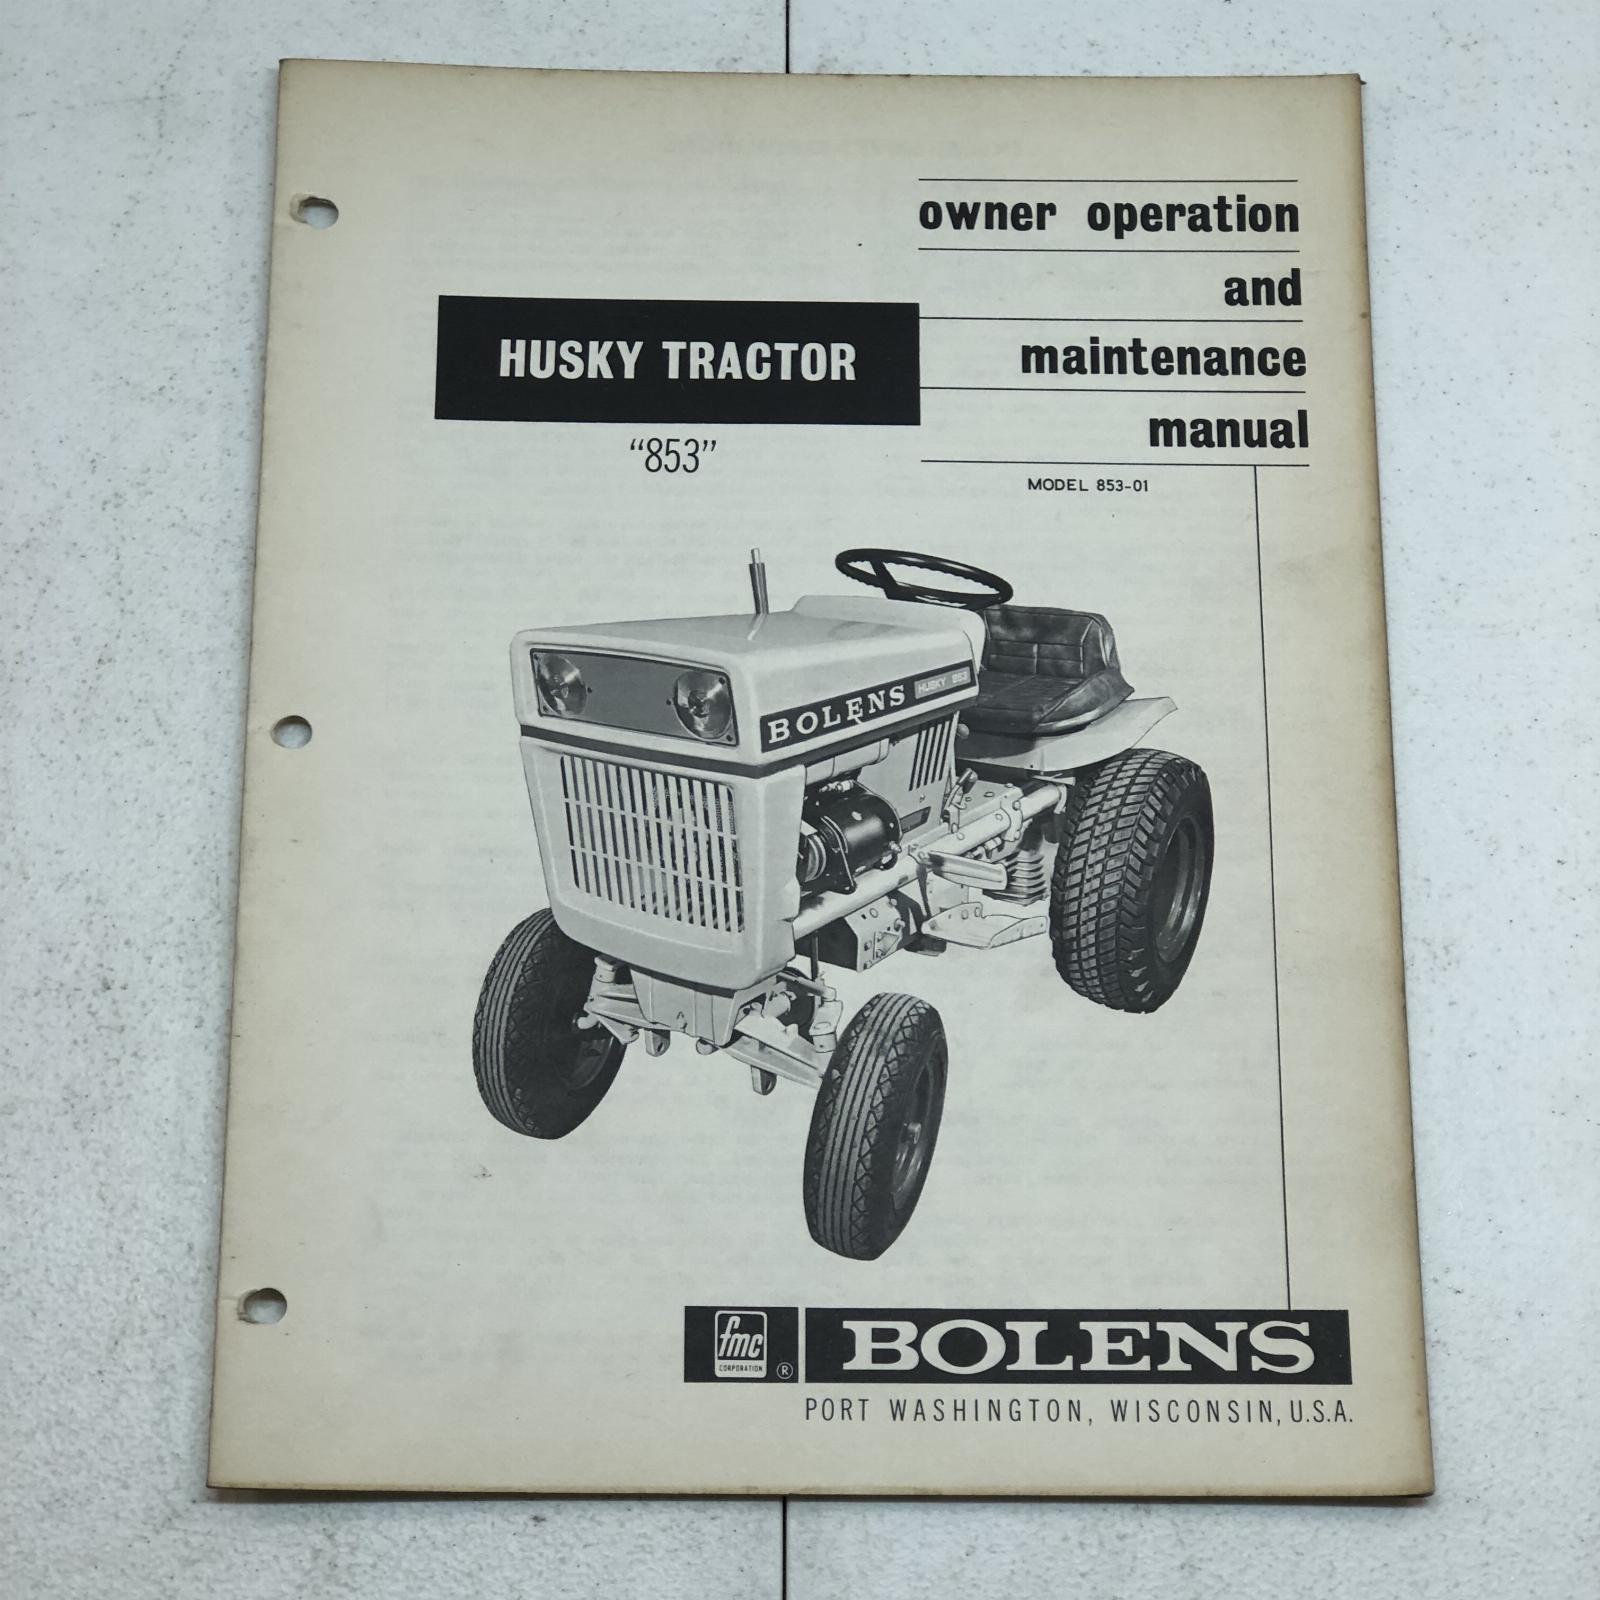 owner operation
and
maintenance
manual
HUSKY TRACTOR
“853”
MODEL 853-01
BOLENS HUSKY 853
fmc
CORPORATION
®
BOLENS
PORT WASHINGTON, WISCONSIN, U.S.A.